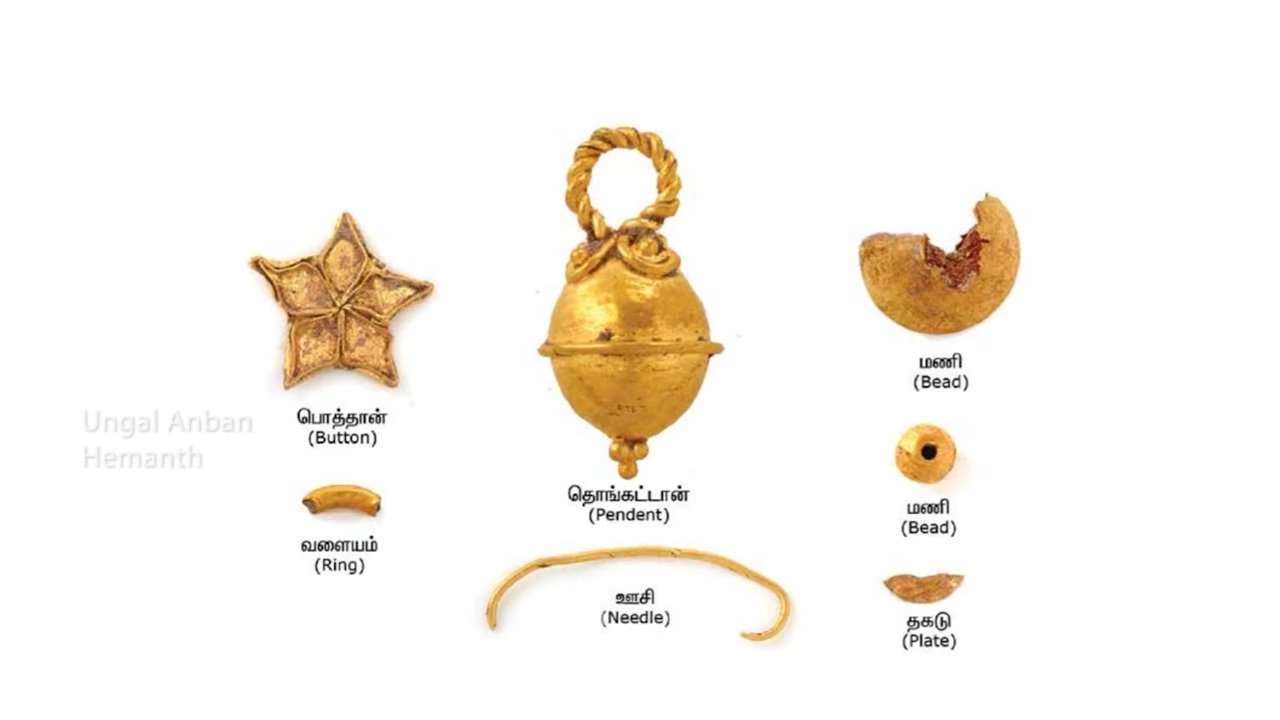 பொத்தான்
(Button)
வளையம்
(Ring)
தொங்கட்டான்
(Pendent)
ஊசி
(Needle)
மணி
(Bead)
மணி
(Bead)
தகடு
(Plate)
Ungal Anban
Hemanth